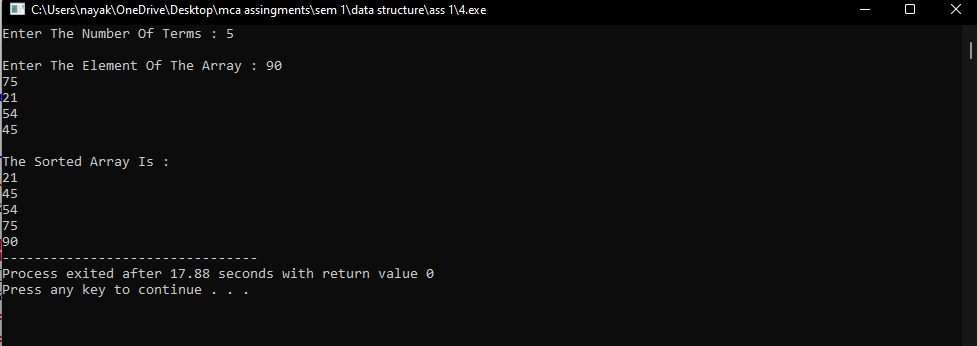 C:\Users\nayak\OneDrive\Desktop\mca assingments\sem 1\data structure\ass 1\4.exe
Enter The Number Of Terms : 5
Enter The Element Of The Array : 90
75
21
54
45
The Sorted Array Is :
21
45
54
75
90
--------------------------------
Process exited after 17.88 seconds with return value 0
Press any key to continue . . .